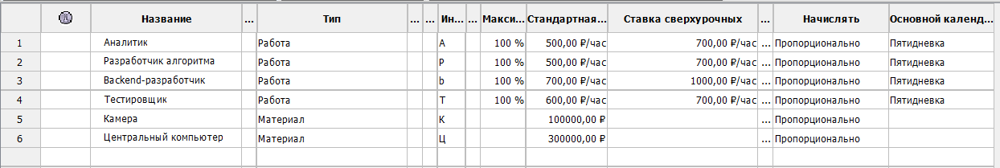 Название ... Тип ... ... Ин... ... Макси... Стандартная... Ставка сверхурочных ... Начислять Основной календ...
1 Аналитик Работа А 100 % 500,00 ₽/час 700,00 ₽/час ... Пропорционально Пятидневка
2 Разработчик алгоритма Работа Р 100 % 500,00 ₽/час 700,00 ₽/час ... Пропорционально Пятидневка
3 Backend-разработчик Работа b 100 % 700,00 ₽/час 1000,00 ₽/час ... Пропорционально Пятидневка
4 Тестировщик Работа Т 100 % 600,00 ₽/час 700,00 ₽/час ... Пропорционально Пятидневка
5 Камера Материал К 100000,00 ₽ ... Пропорционально
6 Центральный компьютер Материал Ц 300000,00 ₽ ... Пропорционально